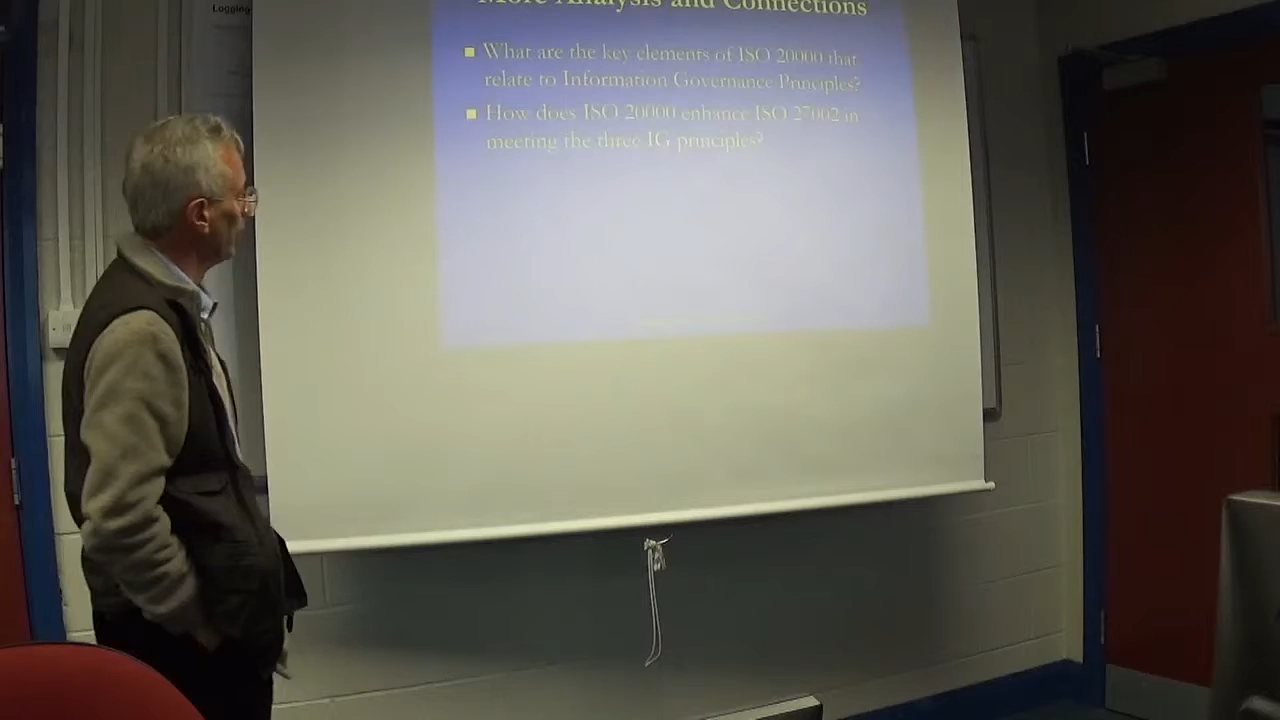 Logging
More Analysis and Connections
What are the key elements of ISO 20000 that
relate to Information Governance Principles?
How does ISO 20000 enhance ISO 27002 in
meeting the three IG principles?